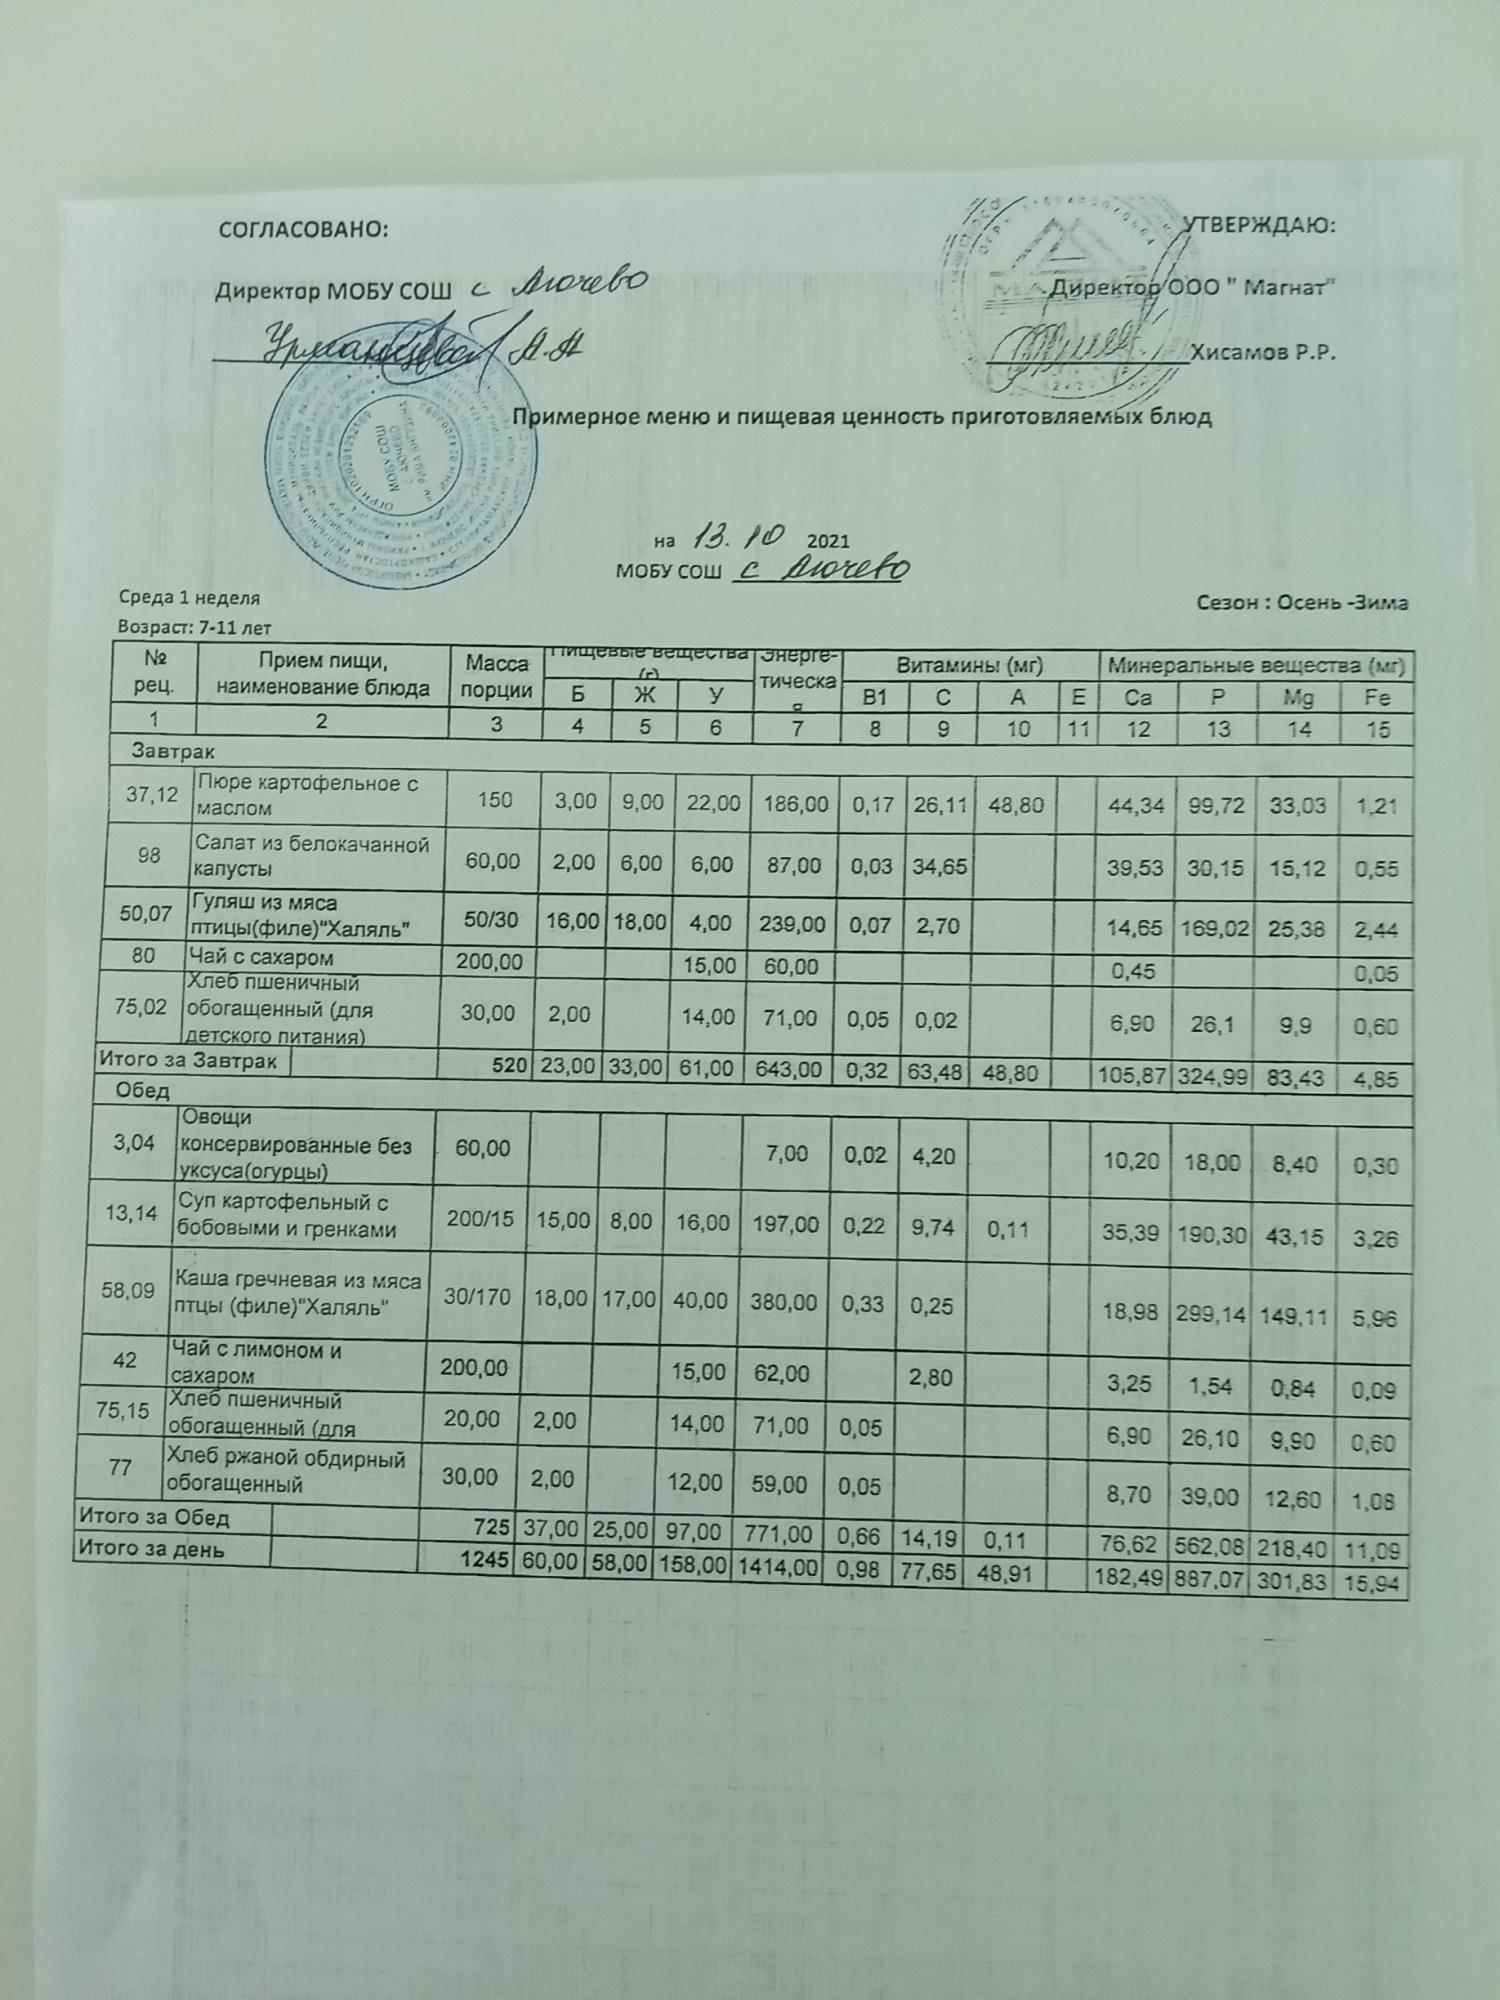 СОГЛАСОВАНО: УТВЕРЖДАЮ:
Директор МОБУ СОШ с Аючево Директор ООО " Магнат"
Урманцева А.А Хисамов Р.Р.
МОБУ СОШ
Примерное меню и пищевая ценность приготовляемых блюд
на 13.10 2021
МОБУ СОШ с Аючево
Среда 1 неделя Сезон : Осень -Зима
Возраст: 7-11 лет
№ рец. Прием пищи, наименование блюда Масса порции Пищевые вещества (г) Энерге-тическая Витамины (мг) Минеральные вещества (мг)
Б Ж У В1 С А Е Ca P Mg Fe
1 2 3 4 5 6 7 8 9 10 11 12 13 14 15
Завтрак
37,12 Пюре картофельное с маслом 150 3,00 9,00 22,00 186,00 0,17 26,11 48,80 44,34 99,72 33,03 1,21
98 Салат из белокачанной капусты 60,00 2,00 6,00 6,00 87,00 0,03 34,65 39,53 30,15 15,12 0,55
50,07 Гуляш из мяса птицы(филе)"Халяль" 50/30 16,00 18,00 4,00 239,00 0,07 2,70 14,65 169,02 25,38 2,44
80 Чай с сахаром 200,00 15,00 60,00 0,45 0,05
75,02 Хлеб пшеничный обогащенный (для детского питания) 30,00 2,00 14,00 71,00 0,05 0,02 6,90 26,1 9,9 0,60
Итого за Завтрак 520 23,00 33,00 61,00 643,00 0,32 63,48 48,80 105,87 324,99 83,43 4,85
Обед
3,04 Овощи консервированные без уксуса(огурцы) 60,00 7,00 0,02 4,20 10,20 18,00 8,40 0,30
13,14 Суп картофельный с бобовыми и гренками 200/15 15,00 8,00 16,00 197,00 0,22 9,74 0,11 35,39 190,30 43,15 3,26
58,09 Каша гречневая из мяса птцы (филе)"Халяль" 30/170 18,00 17,00 40,00 380,00 0,33 0,25 18,98 299,14 149,11 5,96
42 Чай с лимоном и сахаром 200,00 15,00 62,00 2,80 3,25 1,54 0,84 0,09
75,15 Хлеб пшеничный обогащенный (для 20,00 2,00 14,00 71,00 0,05 6,90 26,10 9,90 0,60
77 Хлеб ржаной обдирный обогащенный 30,00 2,00 12,00 59,00 0,05 8,70 39,00 12,60 1,08
Итого за Обед 725 37,00 25,00 97,00 771,00 0,66 14,19 0,11 76,62 562,08 218,40 11,09
Итого за день 1245 60,00 58,00 158,00 1414,00 0,98 77,65 48,91 182,49 887,07 301,83 15,94